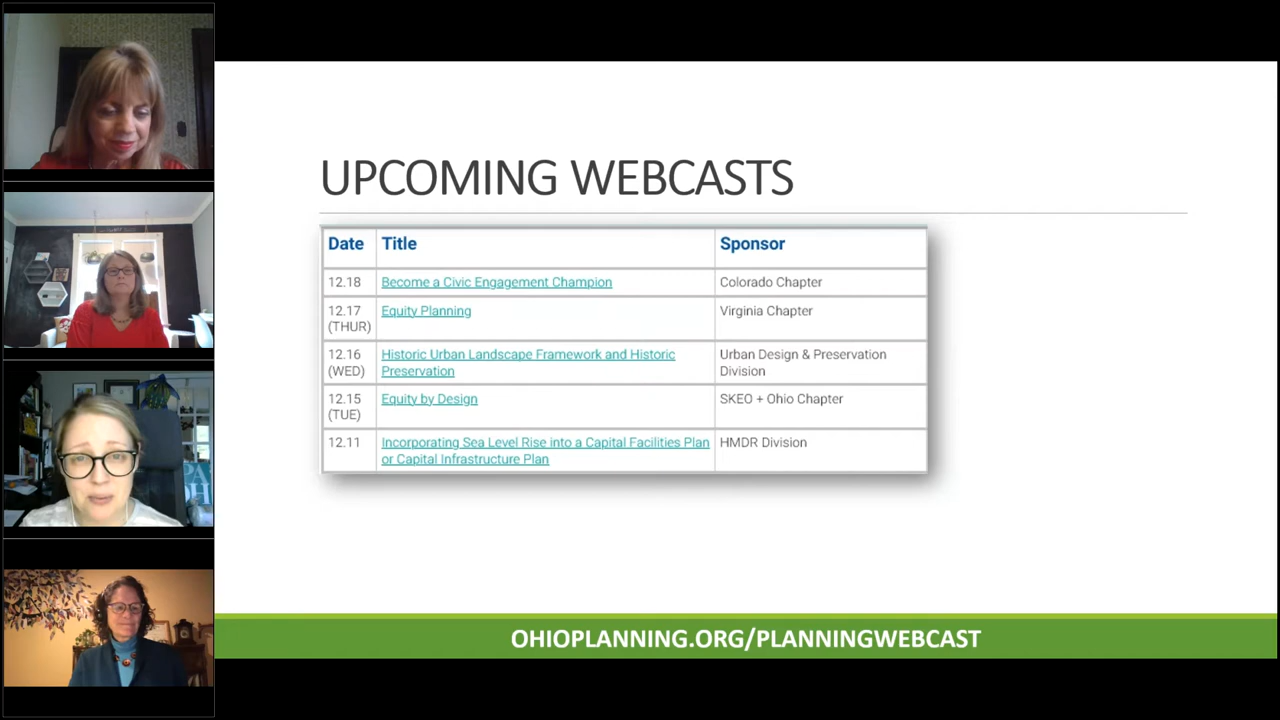 UPCOMING WEBCASTS
Date Title Sponsor
12.18 Become a Civic Engagement Champion Colorado Chapter
12.17 Equity Planning Virginia Chapter
(THUR)
12.16 Historic Urban Landscape Framework and Historic Urban Design & Preservation
(WED) Preservation Division
12.15 Equity by Design SKEO + Ohio Chapter
(TUE)
12.11 Incorporating Sea Level Rise into a Capital Facilities Plan HMDR Division
or Capital Infrastructure Plan
OHIOPLANNING.ORG/PLANNINGWEBCAST